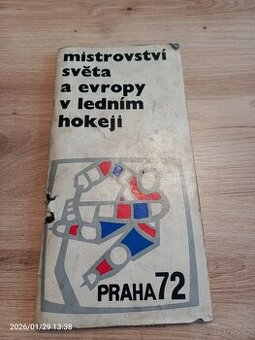 mistrovství
světa
a evropy
v ledním
hokeji
PRAHA 72
2026/01/29 13:38